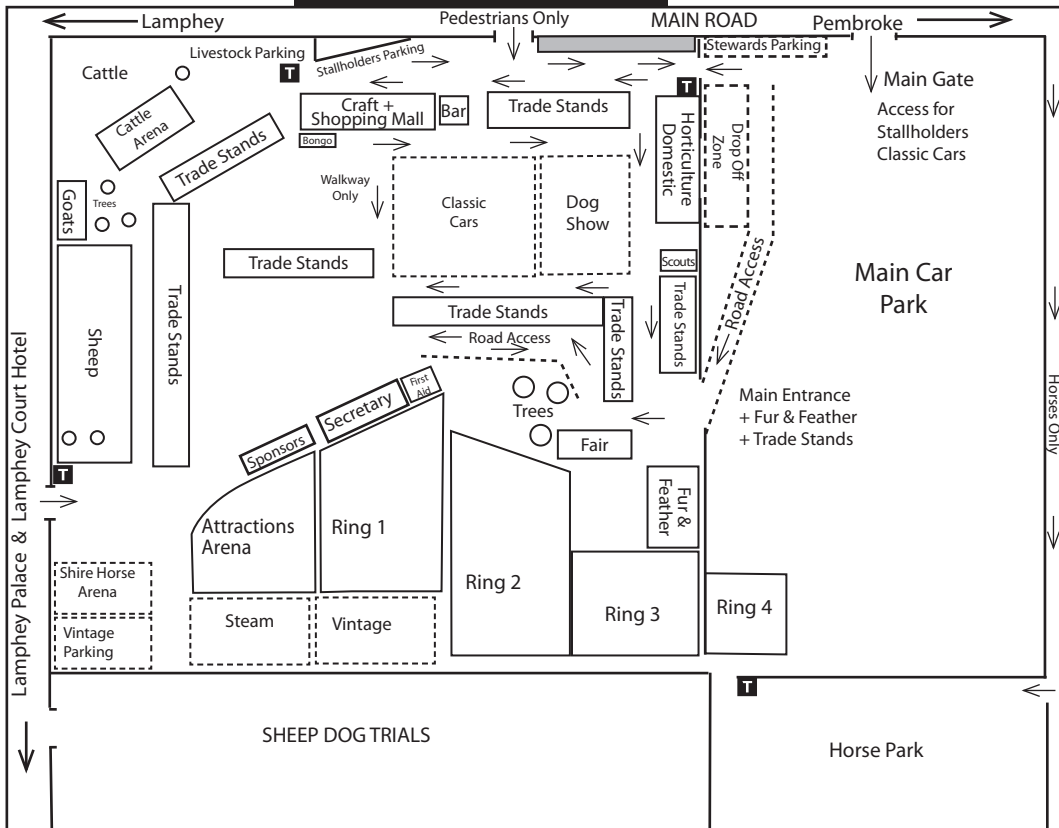 Lamphey
Pedestrians Only
MAIN ROAD
Pembroke
Livestock Parking
Stallholders Parking
Stewards Parking
Cattle
T
T
Main Gate
Access for
Stallholders
Classic Cars
Cattle
Arena
Craft +
Shopping Mall
Bar
Trade Stands
Horticulture
Domestic
Drop Off
Zone
Bongo
Trade Stands
Walkway
Only
Classic
Cars
Dog
Show
Goats
Trees
Trade Stands
Scouts
Road Access
Main Car
Park
Sheep
Trade Stands
Trade Stands
Road Access
Trade Stands
Trade Stands
Horses Only
First
Aid
Secretary
Sponsors
Trees
Main Entrance
+ Fur & Feather
+ Trade Stands
Fair
T
Lamphey Palace & Lamphey Court Hotel
Fur &
Feather
Attractions
Arena
Ring 1
Ring 2
Ring 3
Ring 4
Shire Horse
Arena
Vintage
Parking
Steam
Vintage
T
SHEEP DOG TRIALS
Horse Park